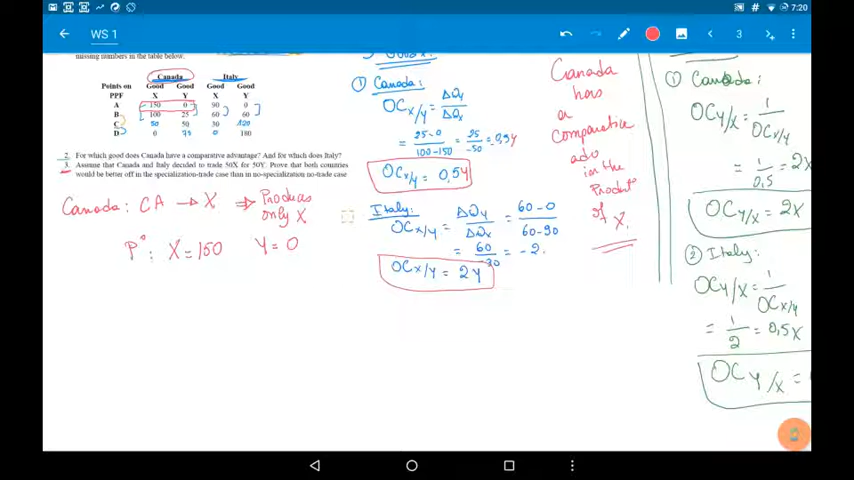 7:20
WS 1
3
missing numbers in the table below.
Canada Italy
Points on Good Good Good Good
PPF X Y X Y
A 150 0 90 0
B 100 25 60 60
C 50 50 30 120
D 0 75 0 180
2. For which good does Canada have a comparative advantage? And for which does Italy?
3. Assume that Canada and Italy decided to trade 50X for 50Y. Prove that both countries
would be better off in the specialization-trade case than in no-specialization no-trade case
Canada: CA → X ⇒ Produces
only X
P°: X = 150 Y = 0
Good X:
① Canada:
OCx/y = ΔQy/ΔQx
= 25-0/100-150 = 25/-50 = -0,5Y
OCx/y = 0,5Y
Italy:
OCx/y = ΔQy/ΔQx = 60-0/60-90
= 60/-30 = -2
OCx/y = 2Y
Canada
has
a
comparative
adv
in the
Product°
of X.
① Canada:
OCy/x = 1/OCx/y
= 1/0,5 = 2X
OCy/x = 2X
② Italy:
OCy/x = 1/OCx/y
= 1/2 = 0,5X
OCy/x =